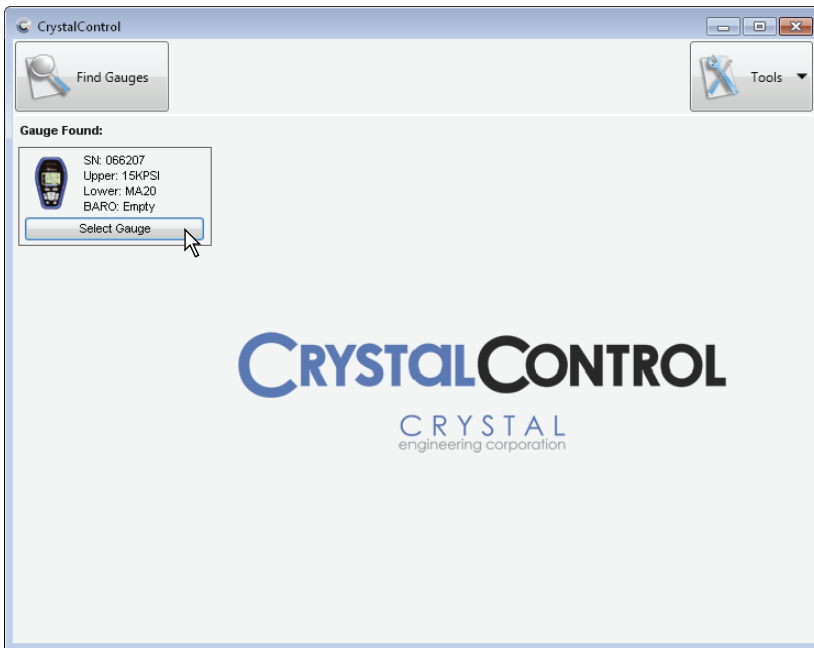 CrystalControl
Find Gauges
Tools
Gauge Found:
SN: 066207
Upper: 15KPSI
Lower: MA20
BARO: Empty
Select Gauge
CRYSTALCONTROL
CRYSTAL
engineering corporation